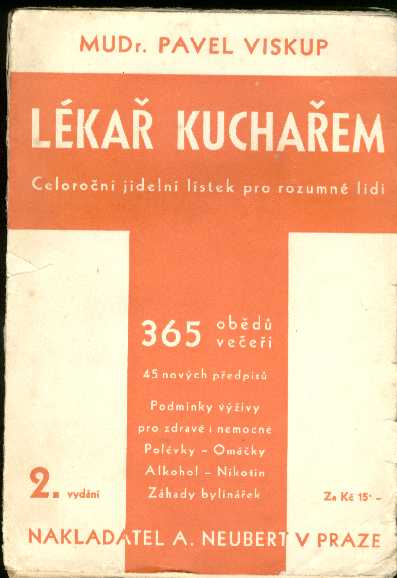 MUDr. PAVEL VISKUP
LÉKAŘ KUCHAŘEM
Celoroční jídelní lístek pro rozumné lidi
365 obědů
večeří
45 nových předpisů
Podmínky výživy
pro zdravé i nemocné
Polévky – Omáčky
Alkohol – Nikotin
Záhady bylinářek
2. vydání
Za Kč 15·–
NAKLADATEL A. NEUBERT V PRAZE